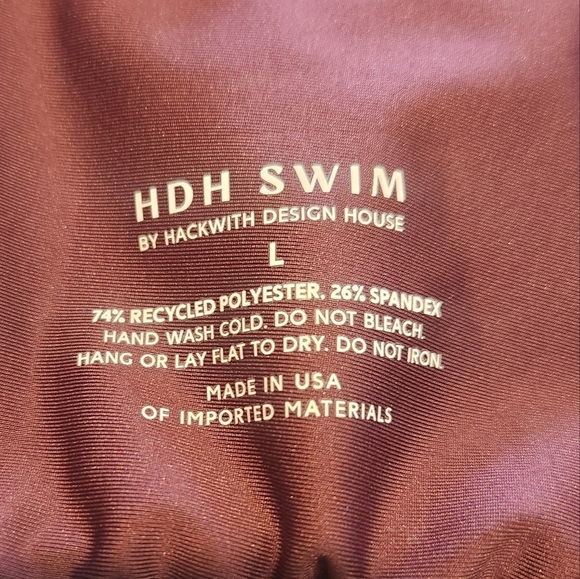 HDH SWIM
BY HACKWITH DESIGN HOUSE
L
74% RECYCLED POLYESTER, 26% SPANDEX
HAND WASH COLD. DO NOT BLEACH.
HANG OR LAY FLAT TO DRY. DO NOT IRON.
MADE IN USA
OF IMPORTED MATERIALS